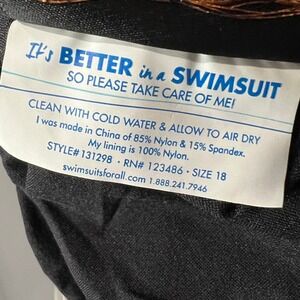 It's BETTER in a SWIMSUIT
SO PLEASE TAKE CARE OF ME!
CLEAN WITH COLD WATER & ALLOW TO AIR DRY
I was made in China of 85% Nylon & 15% Spandex.
My lining is 100% Nylon.
STYLE# 131298 • RN# 123486 • SIZE 18
swimsuitsforall.com 1.888.241.7946